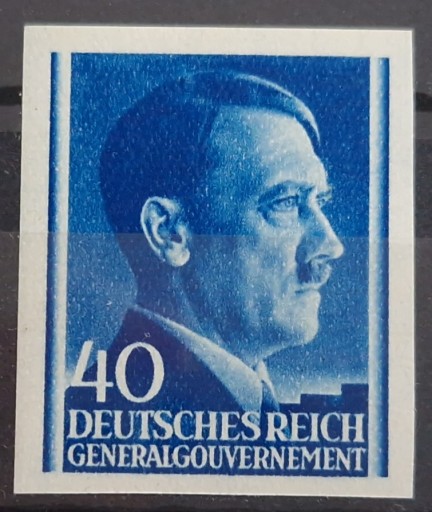 40
DEUTSCHES REICH
GENERALGOUVERNEMENT